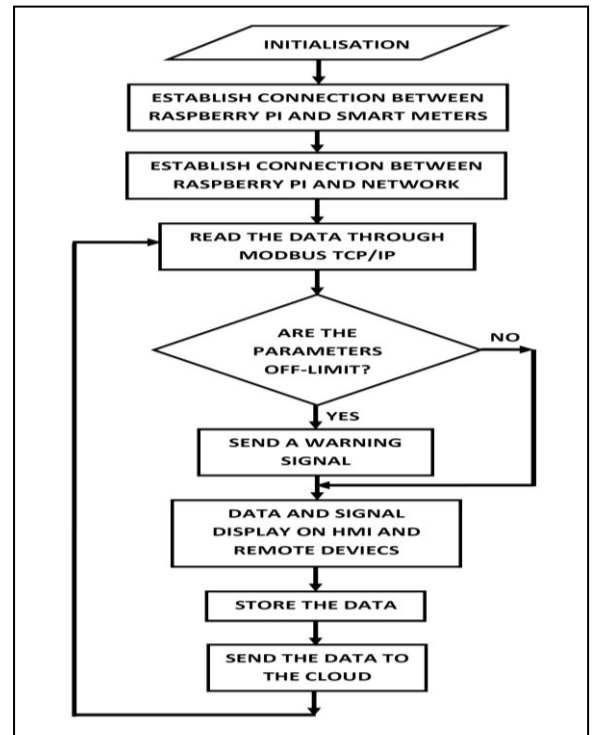 INITIALISATION
ESTABLISH CONNECTION BETWEEN
RASPBERRY PI AND SMART METERS
ESTABLISH CONNECTION BETWEEN
RASPBERRY PI AND NETWORK
READ THE DATA THROUGH
MODBUS TCP/IP
ARE THE
PARAMETERS
OFF-LIMIT?
NO
YES
SEND A WARNING
SIGNAL
DATA AND SIGNAL
DISPLAY ON HMI AND
REMOTE DEVIECS
STORE THE DATA
SEND THE DATA TO
THE CLOUD